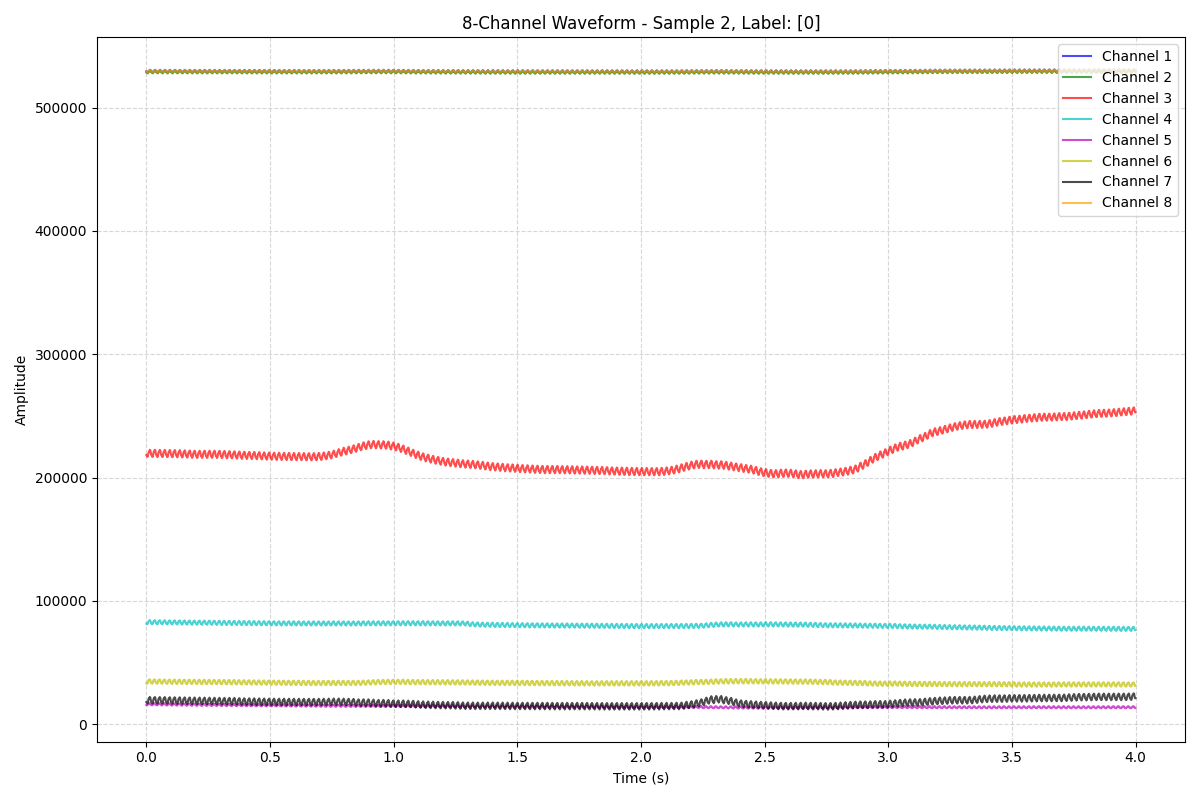 8-Channel Waveform - Sample 2, Label: [0]
Channel 1
Channel 2
Channel 3
Channel 4
Channel 5
Channel 6
Channel 7
Channel 8
Amplitude
500000
400000
300000
200000
100000
0
0.0 0.5 1.0 1.5 2.0 2.5 3.0 3.5 4.0
Time (s)